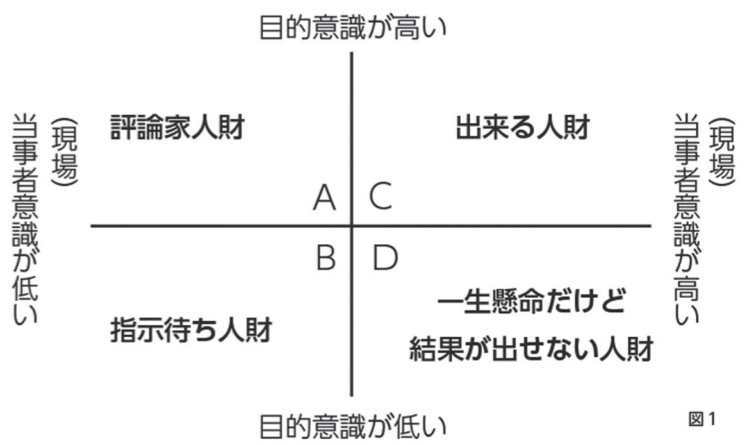 目的意識が高い
(現場)
当事者意識が低い
評論家人財
出来る人財
(現場)
当事者意識が高い
A
C
B
D
指示待ち人財
一生懸命だけど
結果が出せない人財
目的意識が低い
図1